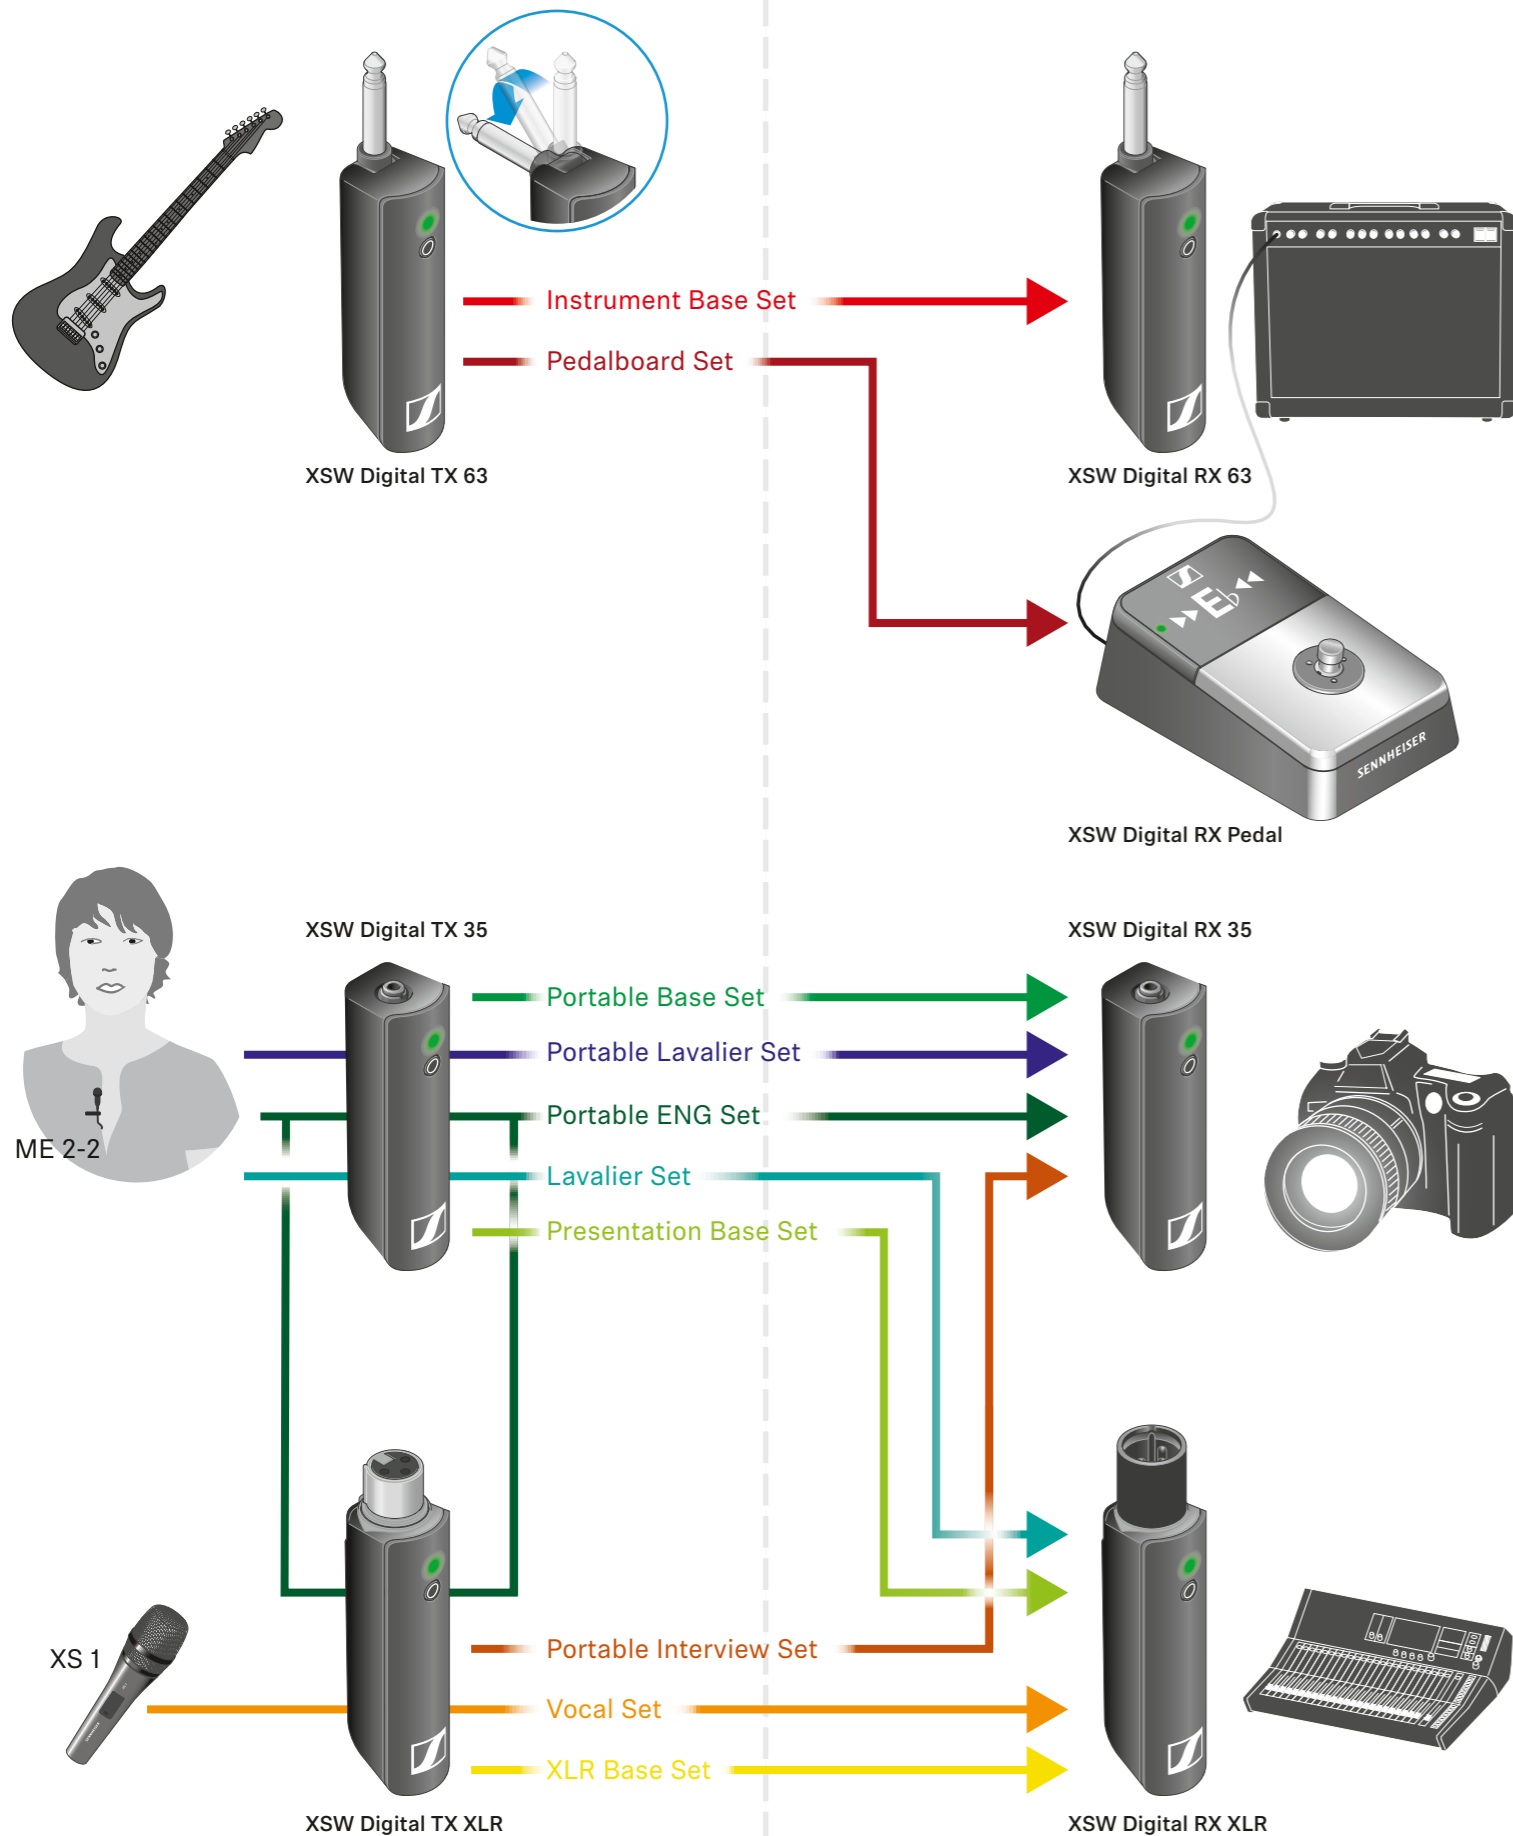 Instrument Base Set
Pedalboard Set
XSW Digital TX 63
XSW Digital RX 63
E♭
SENNHEISER
XSW Digital RX Pedal
XSW Digital TX 35
XSW Digital RX 35
Portable Base Set
Portable Lavalier Set
Portable ENG Set
ME 2-2
Lavalier Set
Presentation Base Set
Portable Interview Set
XS 1
Vocal Set
XLR Base Set
XSW Digital TX XLR
XSW Digital RX XLR